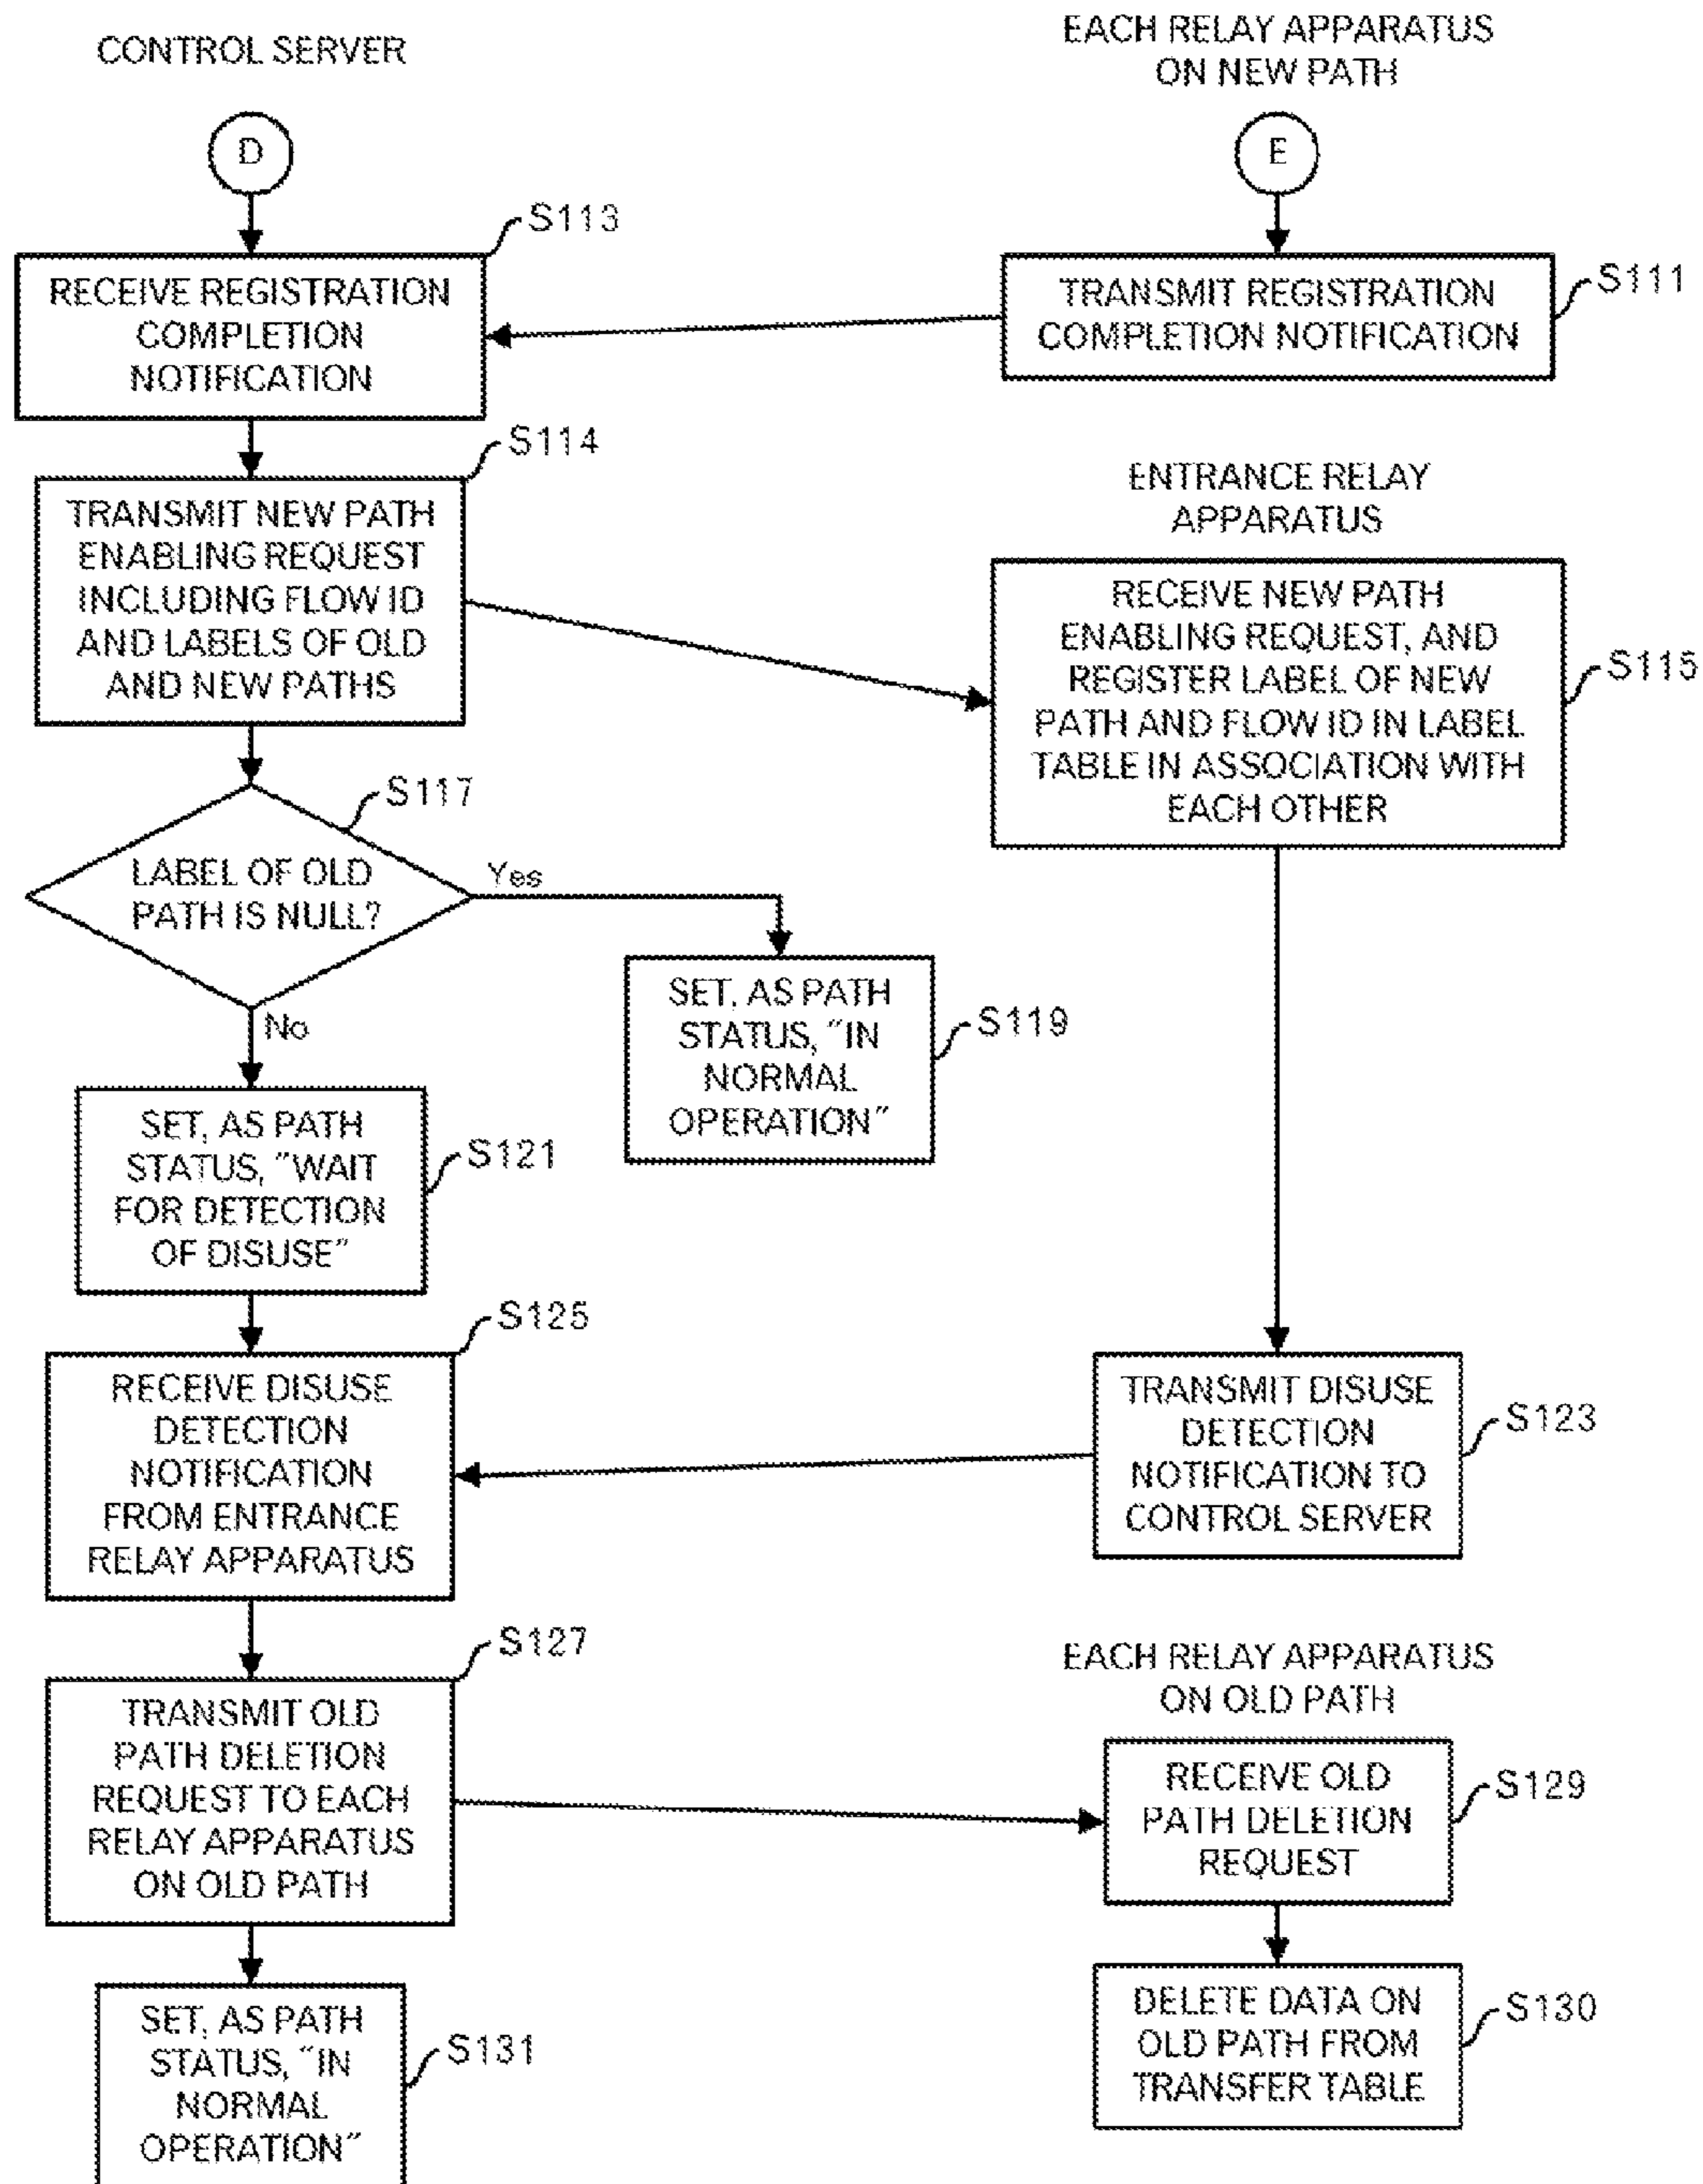 CONTROL SERVER
EACH RELAY APPARATUS
ON NEW PATH
D
E
S113
RECEIVE REGISTRATION
COMPLETION
NOTIFICATION
TRANSMIT REGISTRATION
COMPLETION NOTIFICATION
S111
S114
TRANSMIT NEW PATH
ENABLING REQUEST
INCLUDING FLOW ID
AND LABELS OF OLD
AND NEW PATHS
ENTRANCE RELAY
APPARATUS
RECEIVE NEW PATH
ENABLING REQUEST, AND
REGISTER LABEL OF NEW
PATH AND FLOW ID IN LABEL
TABLE IN ASSOCIATION WITH
EACH OTHER
S115
S117
LABEL OF OLD
PATH IS NULL?
Yes
No
SET, AS PATH
STATUS, "IN
NORMAL
OPERATION"
S119
SET, AS PATH
STATUS, "WAIT
FOR DETECTION
OF DISUSE"
S121
S125
RECEIVE DISUSE
DETECTION
NOTIFICATION
FROM ENTRANCE
RELAY APPARATUS
TRANSMIT DISUSE
DETECTION
NOTIFICATION TO
CONTROL SERVER
S123
S127
TRANSMIT OLD
PATH DELETION
REQUEST TO EACH
RELAY APPARATUS
ON OLD PATH
EACH RELAY APPARATUS
ON OLD PATH
RECEIVE OLD
PATH DELETION
REQUEST
S129
DELETE DATA ON
OLD PATH FROM
TRANSFER TABLE
S130
SET, AS PATH
STATUS, "IN
NORMAL
OPERATION"
S131